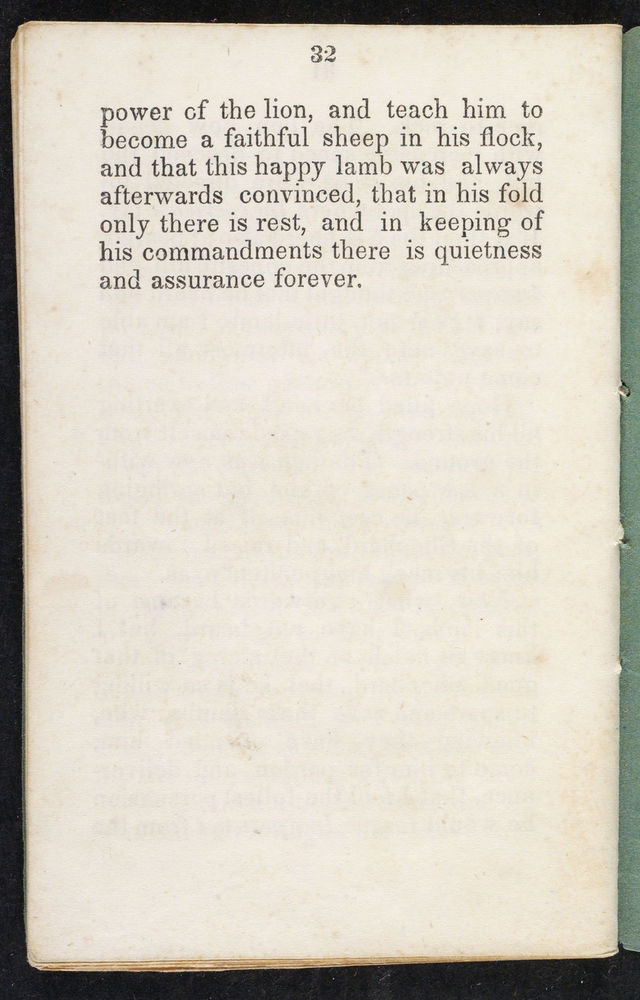 32
power of the lion, and teach him to
become a faithful sheep in his flock,
and that this happy lamb was always
afterwards convinced, that in his fold
only there is rest, and in keeping of
his commandments there is quietness
and assurance forever.